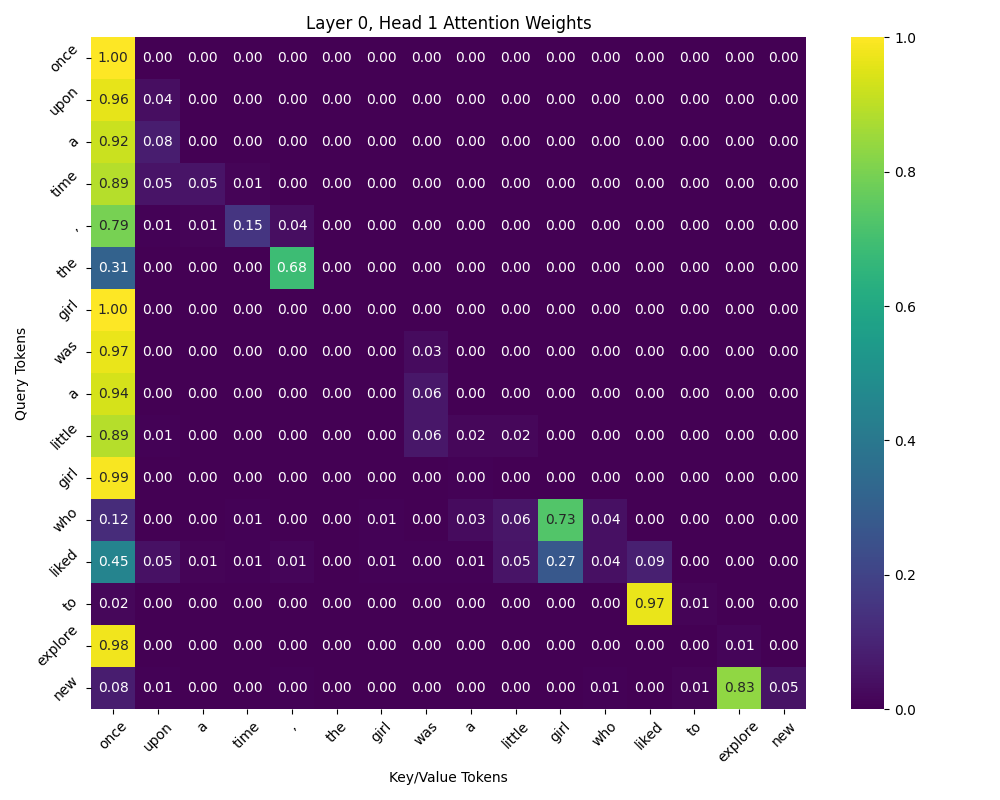 Layer 0, Head 1 Attention Weights
once 1.00 0.00 0.00 0.00 0.00 0.00 0.00 0.00 0.00 0.00 0.00 0.00 0.00 0.00 0.00 0.00
upon 0.96 0.04 0.00 0.00 0.00 0.00 0.00 0.00 0.00 0.00 0.00 0.00 0.00 0.00 0.00 0.00
a 0.92 0.08 0.00 0.00 0.00 0.00 0.00 0.00 0.00 0.00 0.00 0.00 0.00 0.00 0.00 0.00
time 0.89 0.05 0.05 0.01 0.00 0.00 0.00 0.00 0.00 0.00 0.00 0.00 0.00 0.00 0.00 0.00
, 0.79 0.01 0.01 0.15 0.04 0.00 0.00 0.00 0.00 0.00 0.00 0.00 0.00 0.00 0.00 0.00
the 0.31 0.00 0.00 0.00 0.68 0.00 0.00 0.00 0.00 0.00 0.00 0.00 0.00 0.00 0.00 0.00
girl 1.00 0.00 0.00 0.00 0.00 0.00 0.00 0.00 0.00 0.00 0.00 0.00 0.00 0.00 0.00 0.00
was 0.97 0.00 0.00 0.00 0.00 0.00 0.00 0.03 0.00 0.00 0.00 0.00 0.00 0.00 0.00 0.00
a 0.94 0.00 0.00 0.00 0.00 0.00 0.00 0.06 0.00 0.00 0.00 0.00 0.00 0.00 0.00 0.00
little 0.89 0.01 0.00 0.00 0.00 0.00 0.00 0.06 0.02 0.02 0.00 0.00 0.00 0.00 0.00 0.00
girl 0.99 0.00 0.00 0.00 0.00 0.00 0.00 0.00 0.00 0.00 0.00 0.00 0.00 0.00 0.00 0.00
who 0.12 0.00 0.00 0.01 0.00 0.00 0.01 0.00 0.03 0.06 0.73 0.04 0.00 0.00 0.00 0.00
liked 0.45 0.05 0.01 0.01 0.01 0.00 0.01 0.00 0.01 0.05 0.27 0.04 0.09 0.00 0.00 0.00
to 0.02 0.00 0.00 0.00 0.00 0.00 0.00 0.00 0.00 0.00 0.00 0.00 0.97 0.01 0.00 0.00
explore 0.98 0.00 0.00 0.00 0.00 0.00 0.00 0.00 0.00 0.00 0.00 0.00 0.00 0.00 0.01 0.00
new 0.08 0.01 0.00 0.00 0.00 0.00 0.00 0.00 0.00 0.00 0.00 0.01 0.00 0.01 0.83 0.05
once upon a time , the girl was a little girl who liked to explore new
Query Tokens
Key/Value Tokens
1.0
0.8
0.6
0.4
0.2
0.0